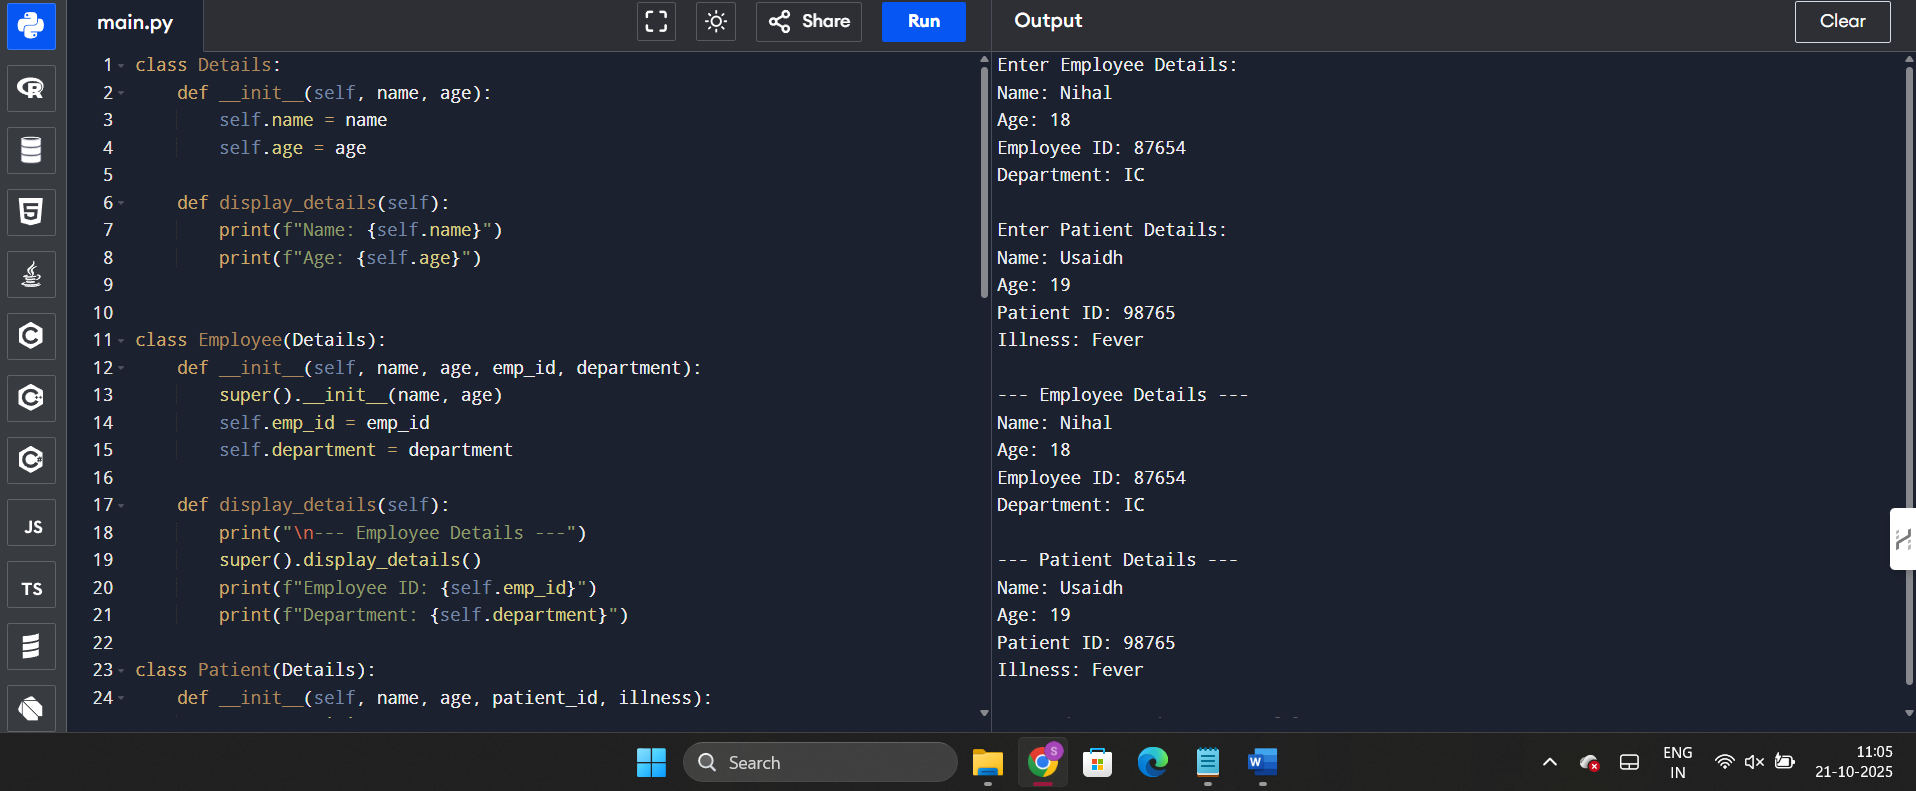 main.py
Share
Run
Output
Clear
1 class Details:
2     def __init__(self, name, age):
3         self.name = name
4         self.age = age
5
6     def display_details(self):
7         print(f"Name: {self.name}")
8         print(f"Age: {self.age}")
9
10
11 class Employee(Details):
12     def __init__(self, name, age, emp_id, department):
13         super().__init__(name, age)
14         self.emp_id = emp_id
15         self.department = department
16
17     def display_details(self):
18         print("\n--- Employee Details ---")
19         super().display_details()
20         print(f"Employee ID: {self.emp_id}")
21         print(f"Department: {self.department}")
22
23 class Patient(Details):
24     def __init__(self, name, age, patient_id, illness):
Enter Employee Details:
Name: Nihal
Age: 18
Employee ID: 87654
Department: IC

Enter Patient Details:
Name: Usaidh
Age: 19
Patient ID: 98765
Illness: Fever

--- Employee Details ---
Name: Nihal
Age: 18
Employee ID: 87654
Department: IC

--- Patient Details ---
Name: Usaidh
Age: 19
Patient ID: 98765
Illness: Fever
R
5
C
C
C
JS
TS
Search
S
W
ENG
IN
11:05
21-10-2025